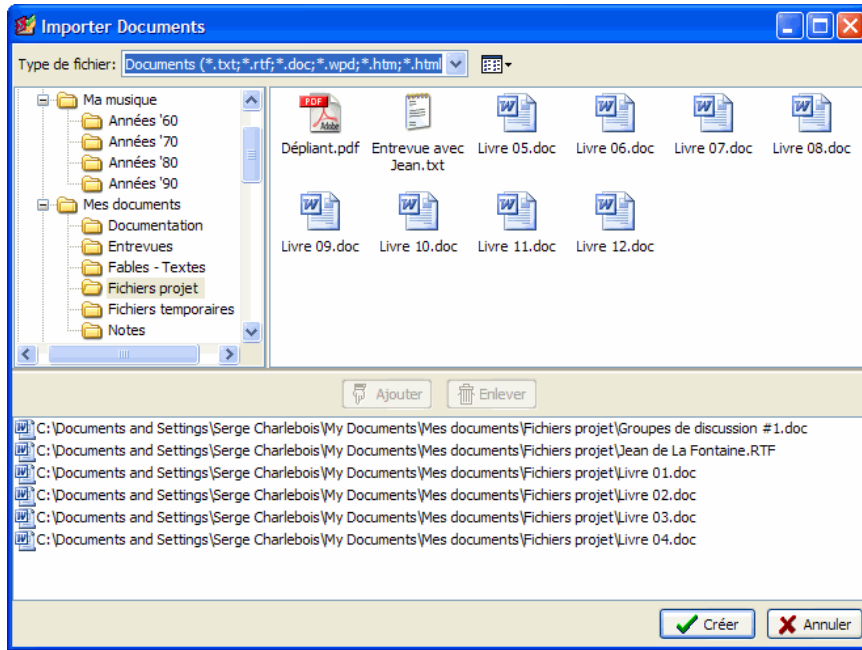 Importer Documents
Type de fichier: Documents (*.txt;*.rtf;*.doc;*.wpd;*.htm;*.html
Ma musique
Années '60
Années '70
Années '80
Années '90
Mes documents
Documentation
Entrevues
Fables - Textes
Fichiers projet
Fichiers temporaires
Notes
PDF
Adobe
Dépliant.pdf
Entrevue avec
Jean.txt
Livre 05.doc
Livre 06.doc
Livre 07.doc
Livre 08.doc
Livre 09.doc
Livre 10.doc
Livre 11.doc
Livre 12.doc
Ajouter
Enlever
C:\Documents and Settings\Serge Charlebois\My Documents\Mes documents\Fichiers projet\Groupes de discussion #1.doc
C:\Documents and Settings\Serge Charlebois\My Documents\Mes documents\Fichiers projet\Jean de La Fontaine.RTF
C:\Documents and Settings\Serge Charlebois\My Documents\Mes documents\Fichiers projet\Livre 01.doc
C:\Documents and Settings\Serge Charlebois\My Documents\Mes documents\Fichiers projet\Livre 02.doc
C:\Documents and Settings\Serge Charlebois\My Documents\Mes documents\Fichiers projet\Livre 03.doc
C:\Documents and Settings\Serge Charlebois\My Documents\Mes documents\Fichiers projet\Livre 04.doc
Créer
Annuler